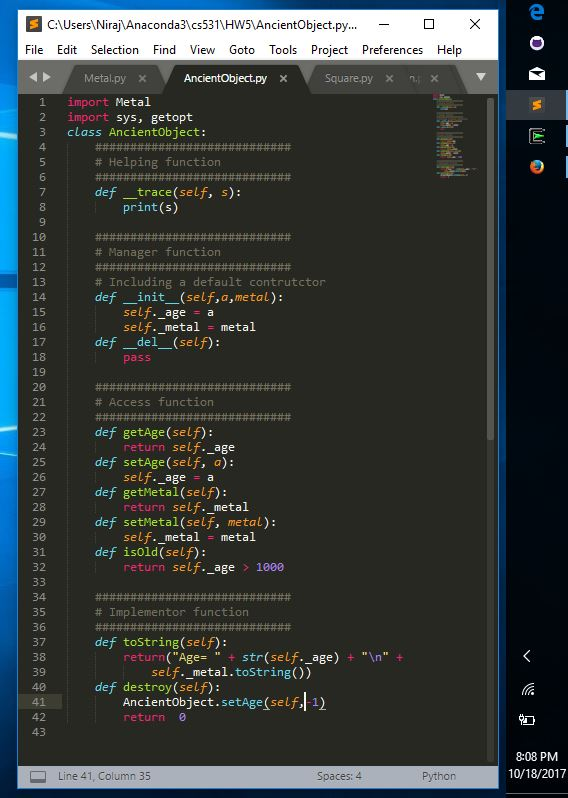 C:\Users\Niraj\Anaconda3\cs531\HW5\AncientObject.py...
File Edit Selection Find View Goto Tools Project Preferences Help
Metal.py AncientObject.py Square.py
1 import Metal
2 import sys, getopt
3 class AncientObject:
4 ############################
5 # Helping function
6 ############################
7 def __trace(self, s):
8 print(s)
9
10 ############################
11 # Manager function
12 ############################
13 # Including a default contrutctor
14 def __init__(self,a,metal):
15 self._age = a
16 self._metal = metal
17 def __del__(self):
18 pass
19
20 ############################
21 # Access function
22 ############################
23 def getAge(self):
24 return self._age
25 def setAge(self, a):
26 self._age = a
27 def getMetal(self):
28 return self._metal
29 def setMetal(self, metal):
30 self._metal = metal
31 def isOld(self):
32 return self._age > 1000
33
34 ############################
35 # Implementor function
36 ############################
37 def toString(self):
38 return("Age= " + str(self._age) + "\n" +
39 self._metal.toString())
40 def destroy(self):
41 AncientObject.setAge(self,-1)
42 return 0
43
Line 41, Column 35 Spaces: 4 Python
8:08 PM
10/18/2017